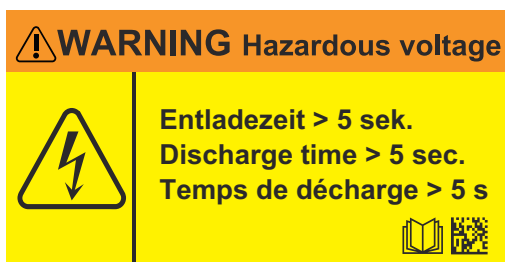 WARNING Hazardous voltage
Entladezeit > 5 sek.
Discharge time > 5 sec.
Temps de décharge > 5 s